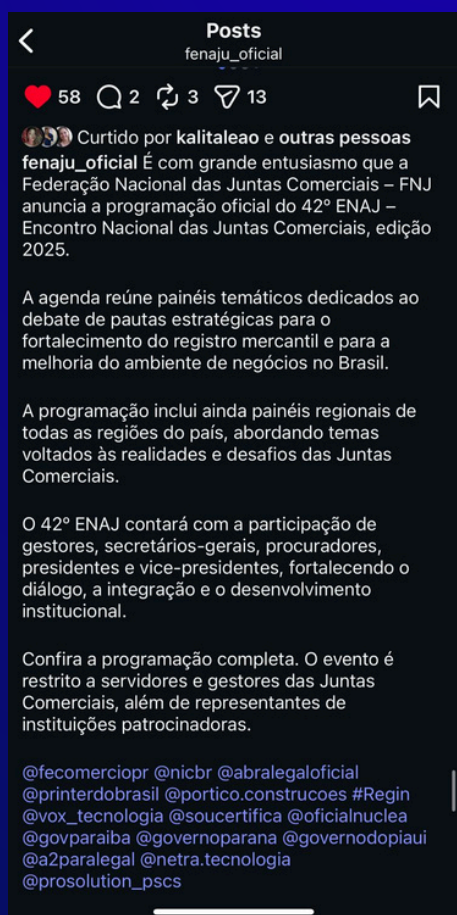 Posts
fenaju_oficial
58 2 3 13
Curtido por kalitaleao e outras pessoas
fenaju_oficial É com grande entusiasmo que a
Federação Nacional das Juntas Comerciais – FNJ
anuncia a programação oficial do 42º ENAJ –
Encontro Nacional das Juntas Comerciais, edição
2025.
A agenda reúne painéis temáticos dedicados ao
debate de pautas estratégicas para o
fortalecimento do registro mercantil e para a
melhoria do ambiente de negócios no Brasil.
A programação inclui ainda painéis regionais de
todas as regiões do país, abordando temas
voltados às realidades e desafios das Juntas
Comerciais.
O 42º ENAJ contará com a participação de
gestores, secretários-gerais, procuradores,
presidentes e vice-presidentes, fortalecendo o
diálogo, a integração e o desenvolvimento
institucional.
Confira a programação completa. O evento é
restrito a servidores e gestores das Juntas
Comerciais, além de representantes de
instituições patrocinadoras.
@fecomerciopr @nicbr @abralegaloficial
@printerdobrasil @portico.construcoes #Regin
@vox_tecnologia @soucertifica @oficialnuclea
@govparaiba @governoparana @governodopiaui
@a2paralegal @netra.tecnologia
@prosolution_pscs